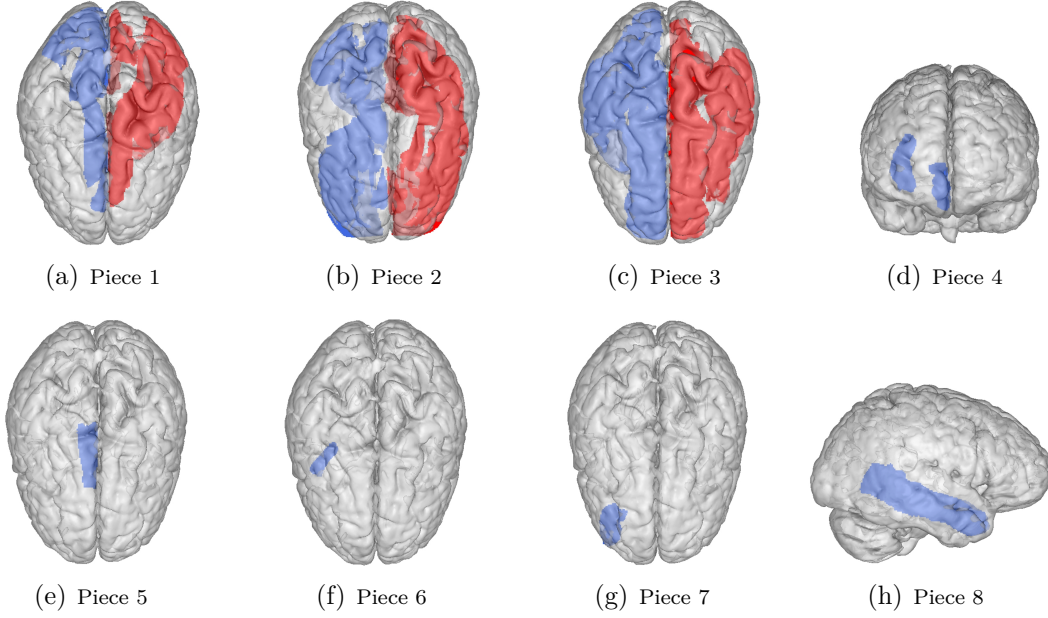 (a) Piece 1
(b) Piece 2
(c) Piece 3
(d) Piece 4
(e) Piece 5
(f) Piece 6
(g) Piece 7
(h) Piece 8